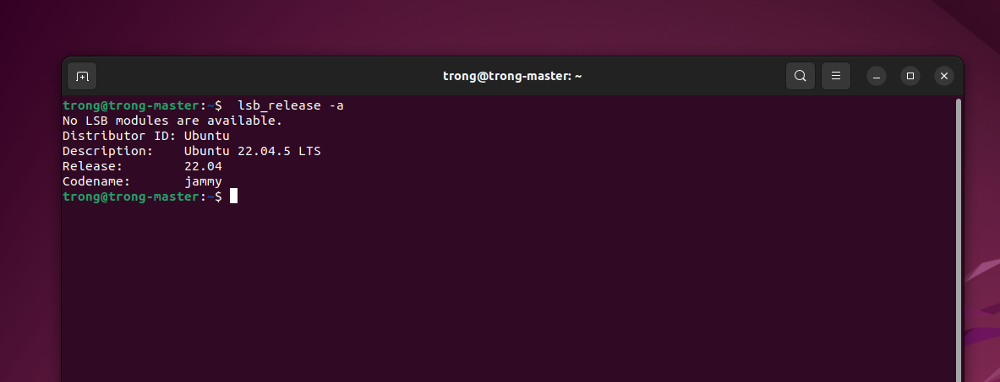 trong@trong-master: ~
trong@trong-master:~$  lsb_release -a
No LSB modules are available.
Distributor ID: Ubuntu
Description:    Ubuntu 22.04.5 LTS
Release:        22.04
Codename:       jammy
trong@trong-master:~$